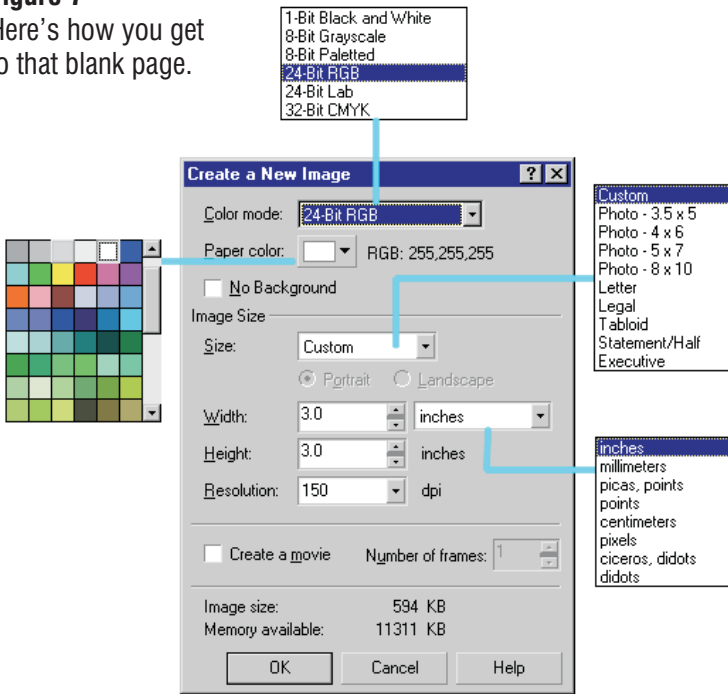 Here's how you get
that blank page.
1-Bit Black and White
8-Bit Grayscale
8-Bit Paletted
24-Bit RGB
24-Bit Lab
32-Bit CMYK
Create a New Image
Color mode: 24-Bit RGB
Paper color: RGB: 255,255,255
No Background
Image Size
Size: Custom
Portrait Landscape
Width: 3.0 inches
Height: 3.0 inches
Resolution: 150 dpi
Create a movie Number of frames: 1
Image size: 594 KB
Memory available: 11311 KB
OK Cancel Help
Custom
Photo - 3.5 x 5
Photo - 4 x 6
Photo - 5 x 7
Photo - 8 x 10
Letter
Legal
Tabloid
Statement/Half
Executive
inches
millimeters
picas, points
points
centimeters
pixels
ciceros, didots
didots